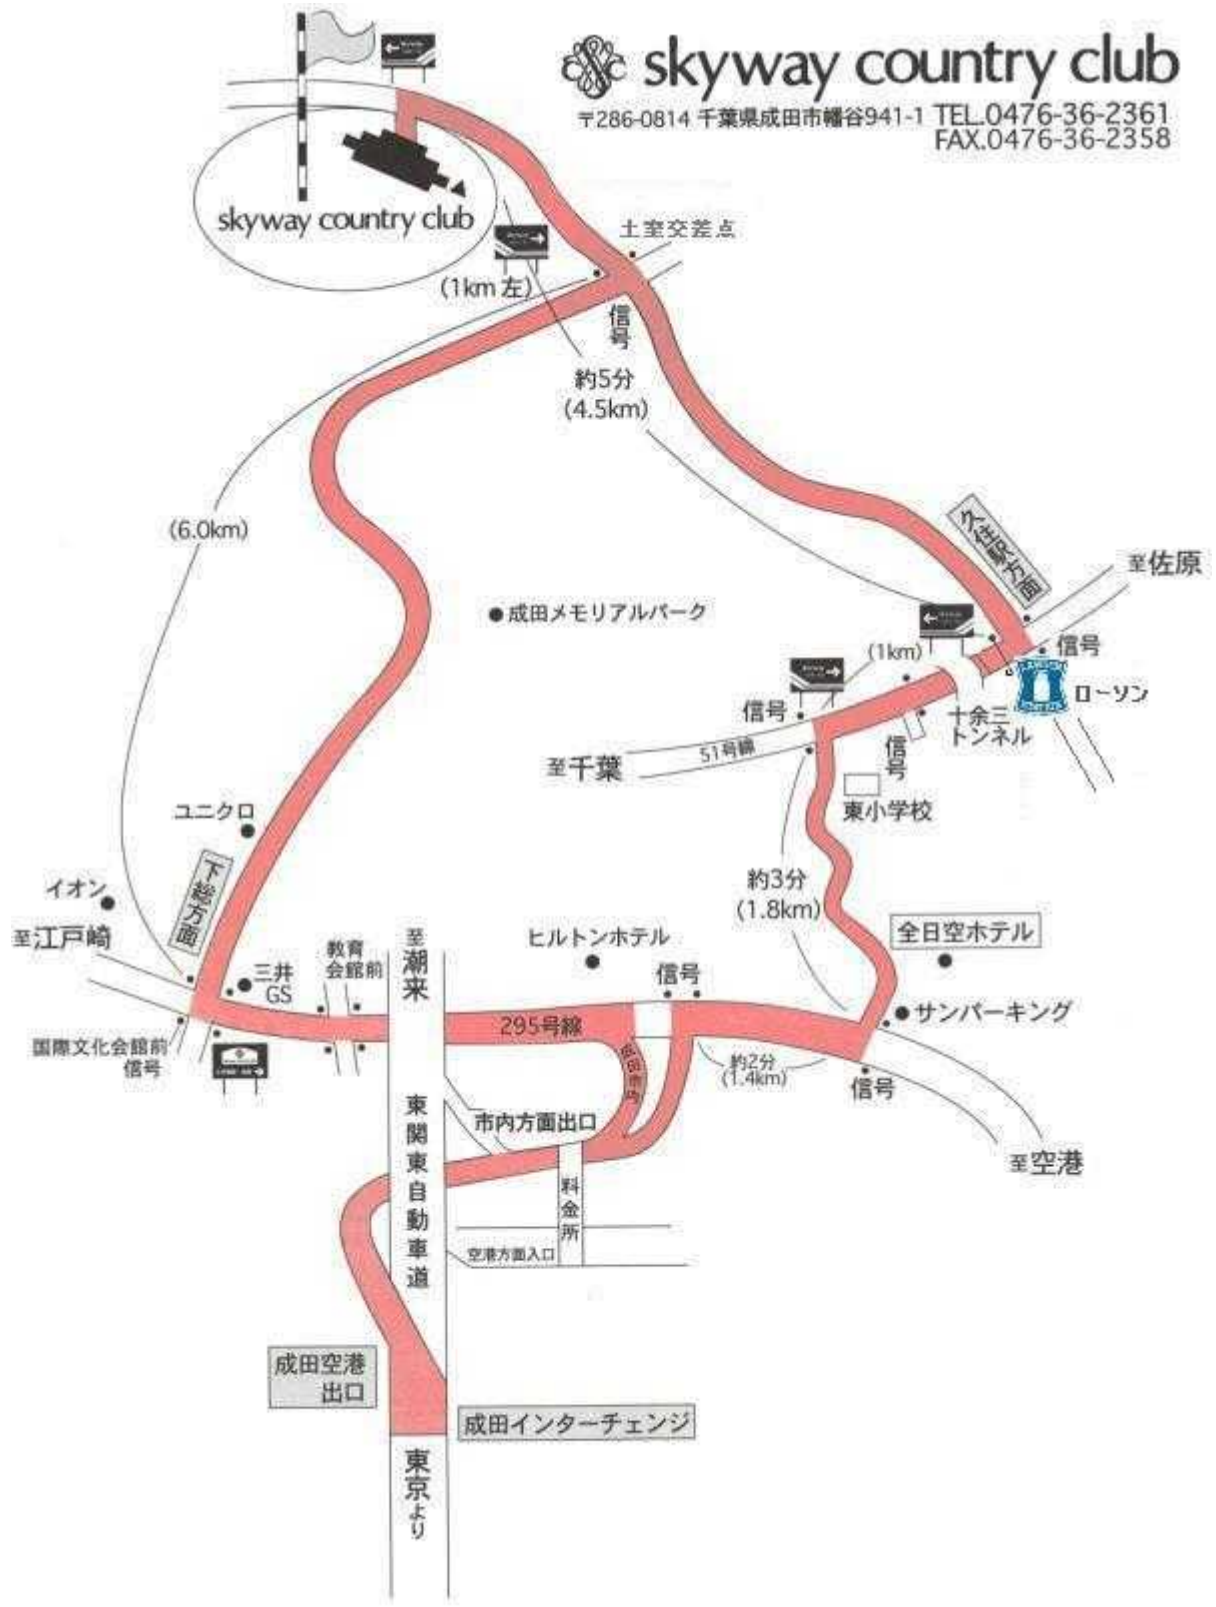 skyway country club
〒286-0814 千葉県成田市幡谷941-1 TEL.0476-36-2361
FAX.0476-36-2358
skyway country club
土室交差点
(1km 左)
信号
約5分
(4.5km)
(6.0km)
久住駅方面
至佐原
成田メモリアルパーク
(1km)
信号
ローソン
信号
十余三
トンネル
51号線
信号
至千葉
東小学校
ユニクロ
約3分
(1.8km)
下総方面
イオン
至江戸崎
全日空ホテル
ヒルトンホテル
教育
会館前
至潮来
三井
GS
信号
サンパーキング
295号線
国際文化会館前
信号
約2分
(1.4km)
信号
市内方面出口
至空港
東関東自動車道
料金所
空港方面入口
成田空港
出口
成田インターチェンジ
東京より